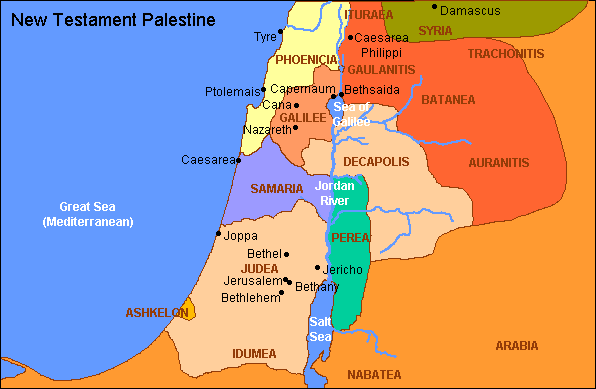 New Testament Palestine
ITURAEA
Damascus
Tyre
Caesarea
Philippi
SYRIA
TRACHONITIS
PHOENICIA
GAULANITIS
Capernaum
Bethsaida
Ptolemais
Cana
Sea of
Galilee
BATANEA
GALILEE
Nazareth
Caesarea
DECAPOLIS
AURANITIS
SAMARIA
Jordan
River
Great Sea
(Mediterranean)
Joppa
PEREA
Bethel
JUDEA
Jericho
Jerusalem
Bethany
Bethlehem
ASHKELON
Salt
Sea
IDUMEA
ARABIA
NABATEA